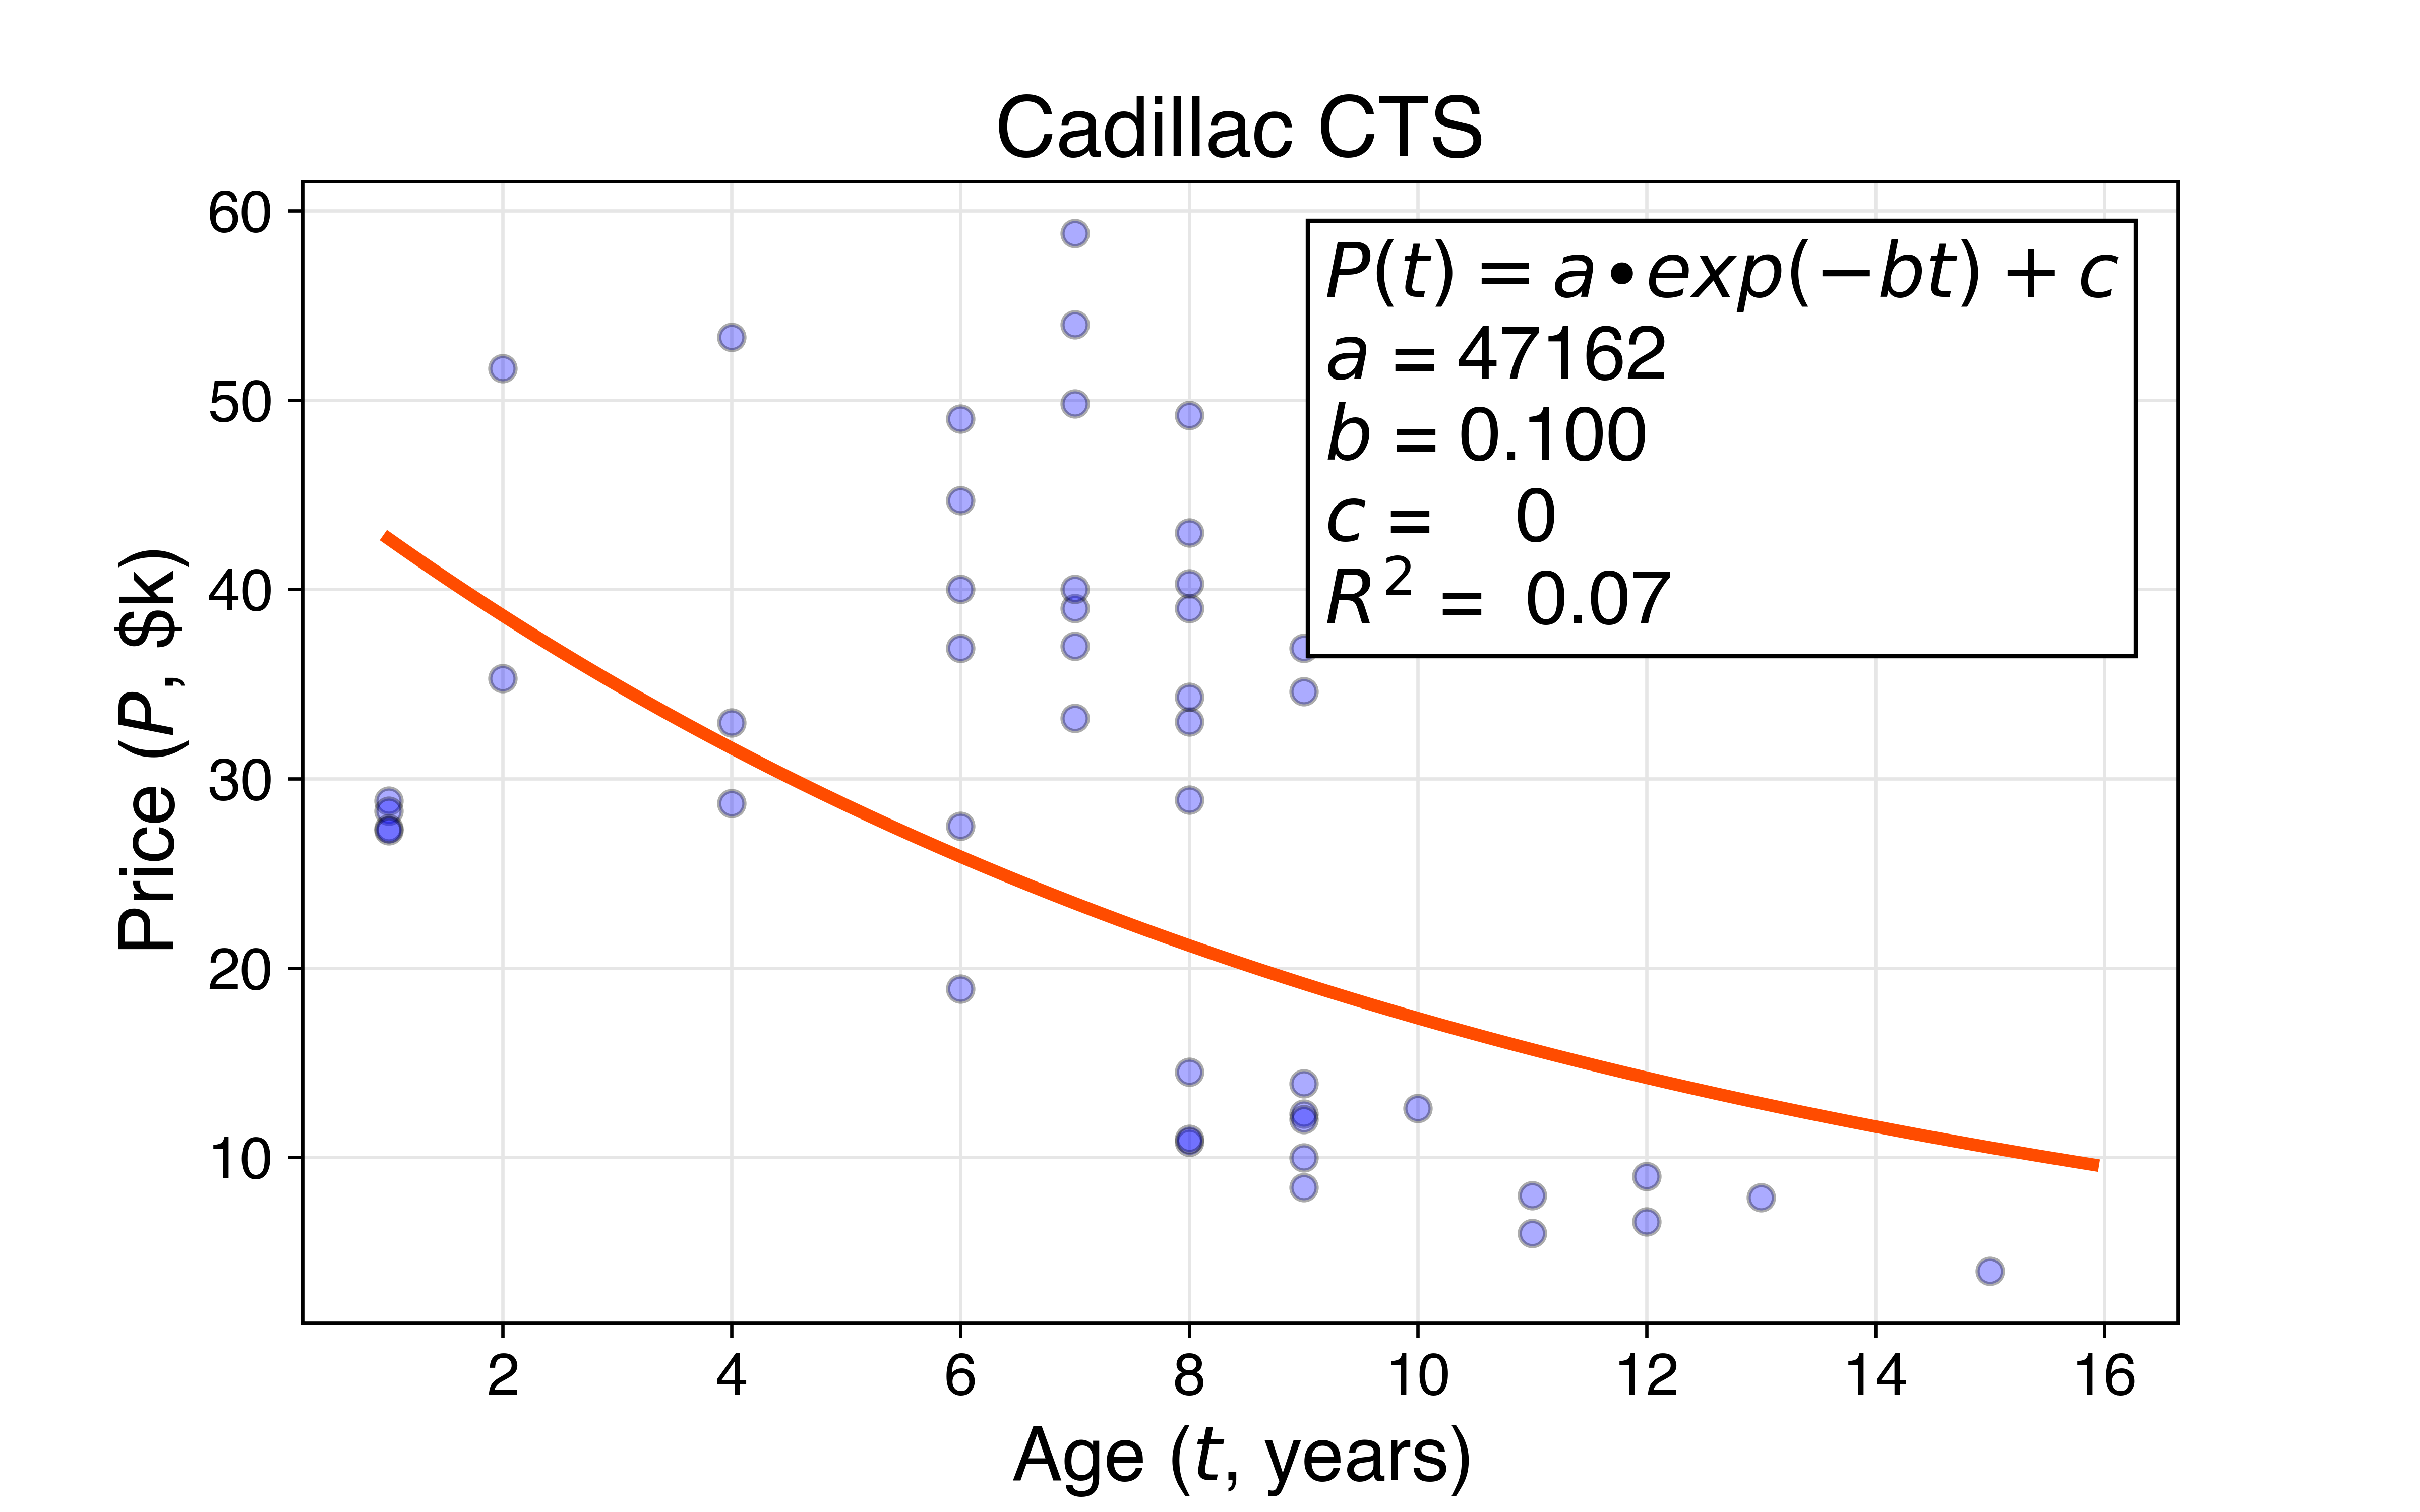 Cadillac CTS
60
50
40
30
20
10
Price (P, $k)
P(t) = a•exp(−bt) + c
a = 47162
b = 0.100
c = 0
R² = 0.07
2 4 6 8 10 12 14 16
Age (t, years)